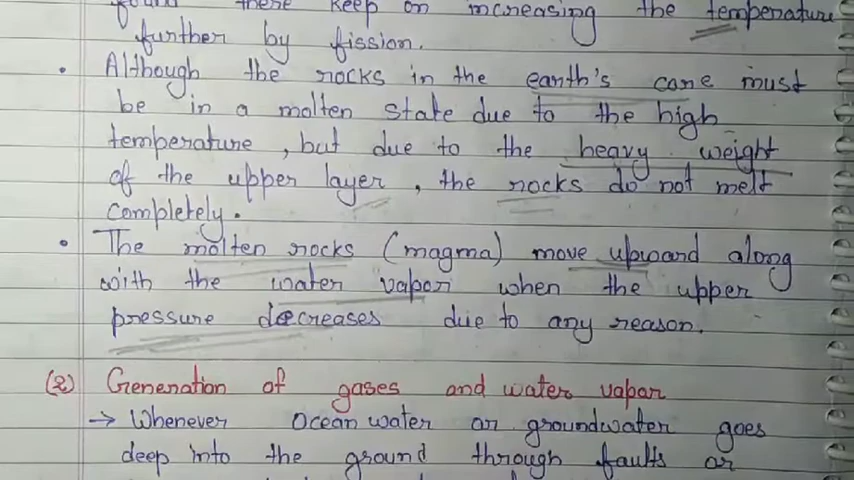 found these keep on increasing the temperature
further by fission.
• Although the rocks in the earth's core must
be in a molten state due to the high
temperature, but due to the heavy weight
of the upper layer, the rocks do not melt
completely.
• The molten rocks (magma) move upward along
with the water vapor when the upper
pressure decreases due to any reason.
(2) Generation of gases and water vapar
→ Whenever Ocean water or groundwater goes
deep into the ground through faults or